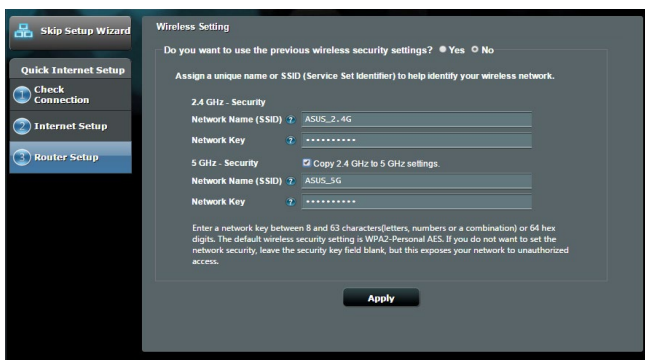 Skip Setup Wizard
Quick Internet Setup
1 Check
Connection
2 Internet Setup
3 Router Setup
Wireless Setting
Do you want to use the previous wireless security settings? Yes No
Assign a unique name or SSID (Service Set Identifier) to help identify your wireless network.
2.4 GHz - Security
Network Name (SSID) ? ASUS_2.4G
Network Key ? ••••••••••
5 GHz - Security Copy 2.4 GHz to 5 GHz settings.
Network Name (SSID) ? ASUS_5G
Network Key ? ••••••••••
Enter a network key between 8 and 63 characters(letters, numbers or a combination) or 64 hex
digits. The default wireless security setting is WPA2-Personal AES. If you do not want to set the
network security, leave the security key field blank, but this exposes your network to unauthorized
access.
Apply